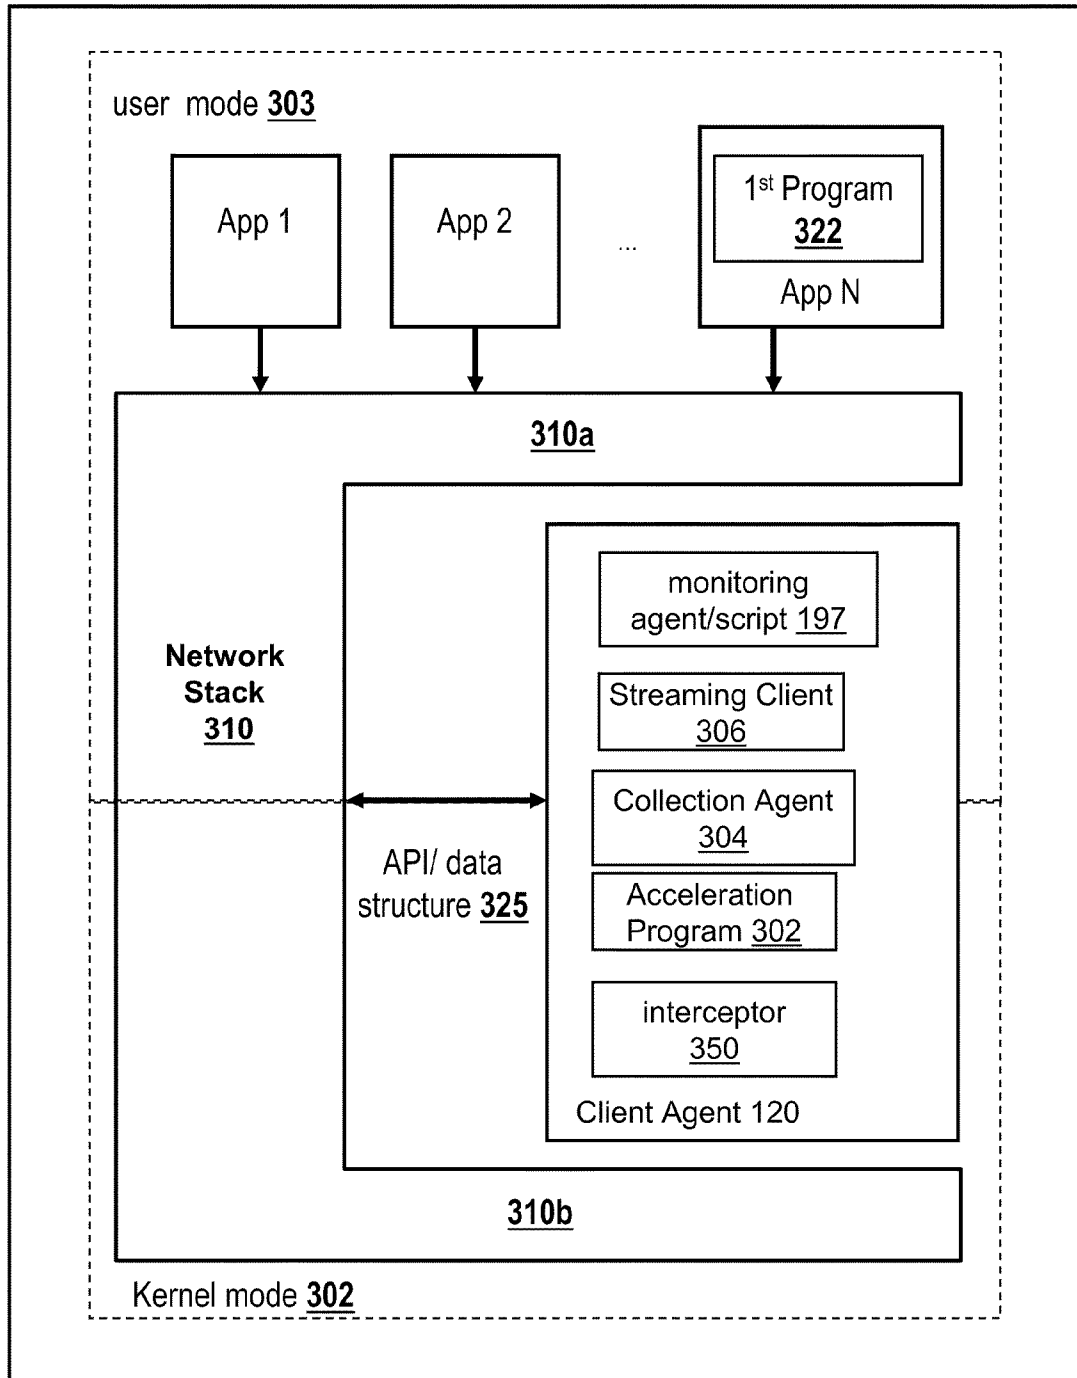 user mode 303
App 1
App 2
...
1st Program
322
App N
310a
monitoring
agent/script 197
Streaming Client
306
Network
Stack
310
Collection Agent
304
API/ data
structure 325
Acceleration
Program 302
interceptor
350
Client Agent 120
310b
Kernel mode 302